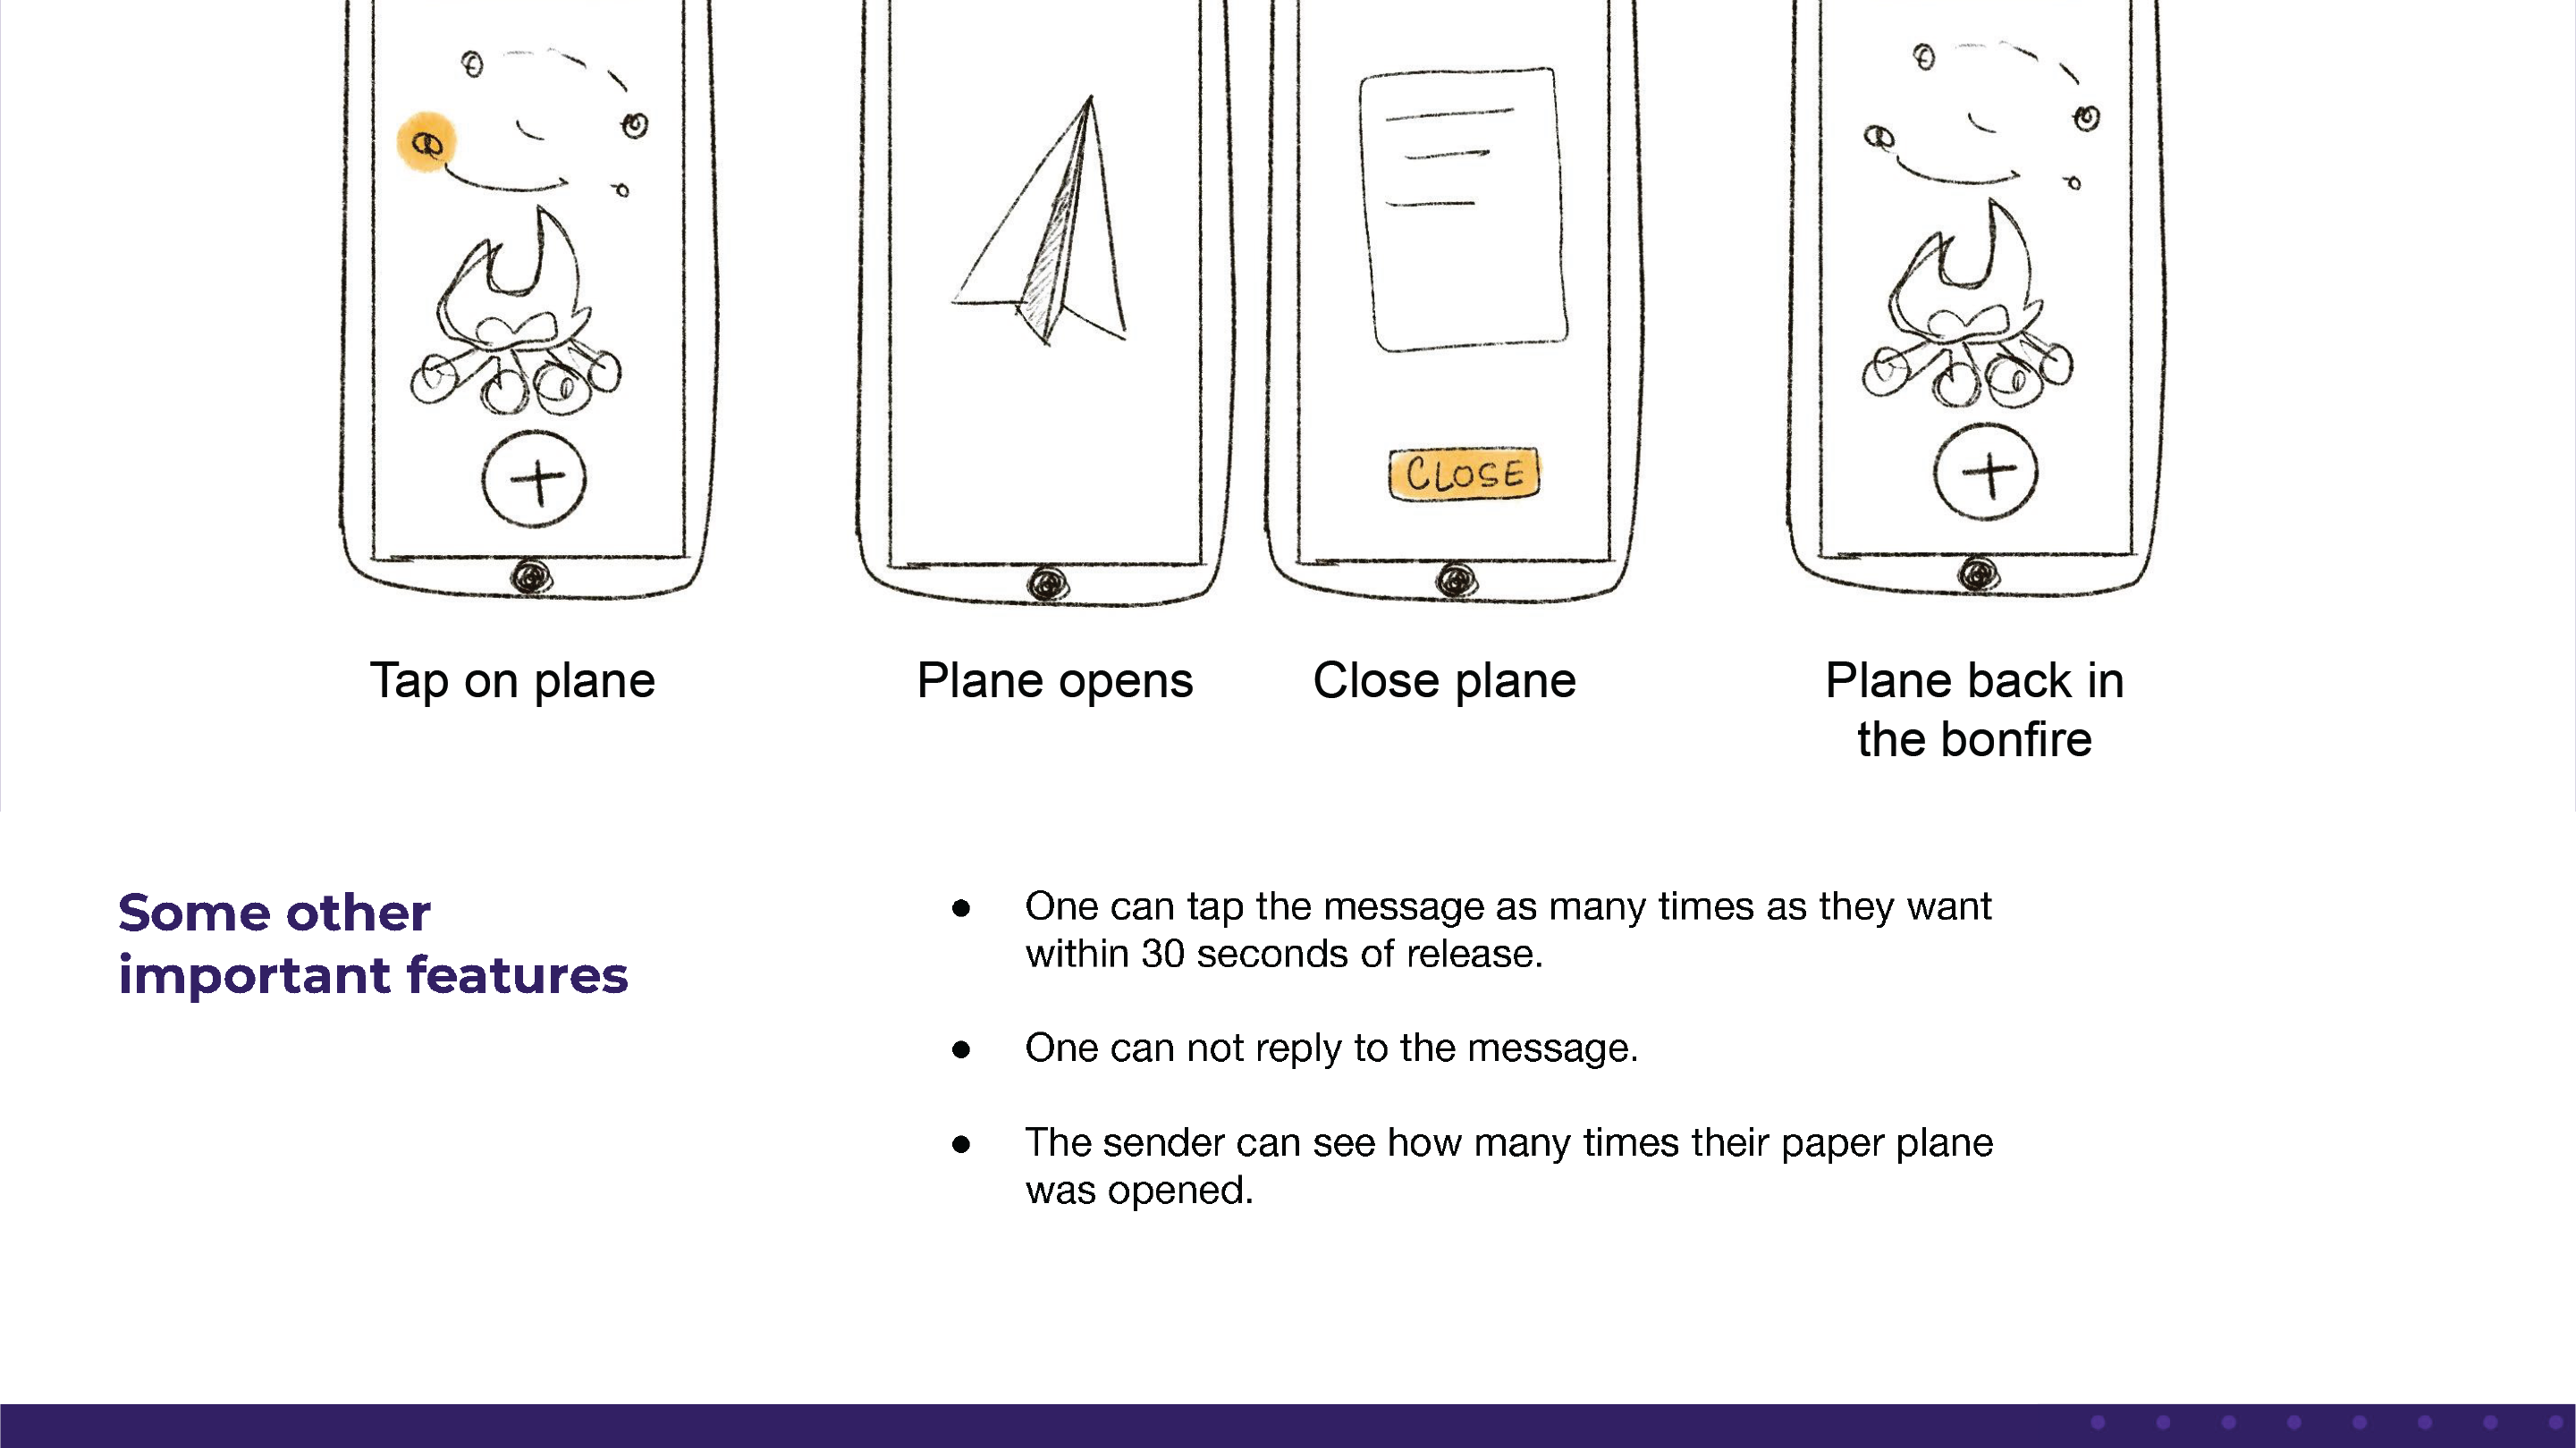 CLOSE
Tap on plane
Plane opens
Close plane
Plane back in
the bonfire
Some other
important features
● One can tap the message as many times as they want
within 30 seconds of release.
● One can not reply to the message.
● The sender can see how many times their paper plane
was opened.